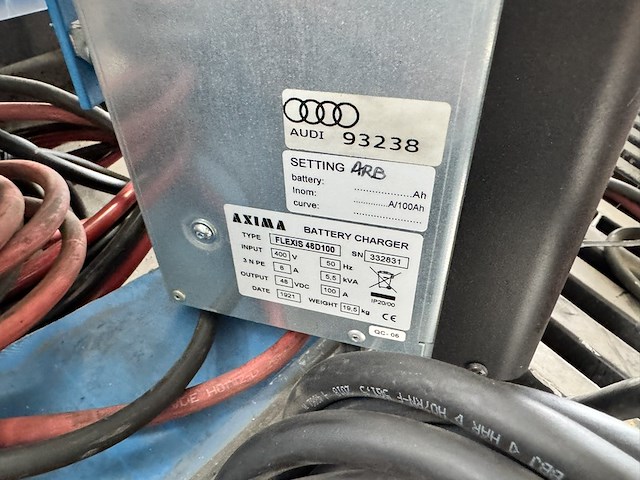 AUDI 93238
SETTING ARB
battery: ....................Ah
Inom: ............A/100Ah
curve: .......................
AXIMA BATTERY CHARGER
TYPE FLEXIS 48D100 SN 332831
INPUT 400 V 50 Hz
3 N PE 8 A 5,5 kVA
OUTPUT 48 VDC 100 A IP20/00
DATE 1921 WEIGHT 19,5 kg CE
QC-06